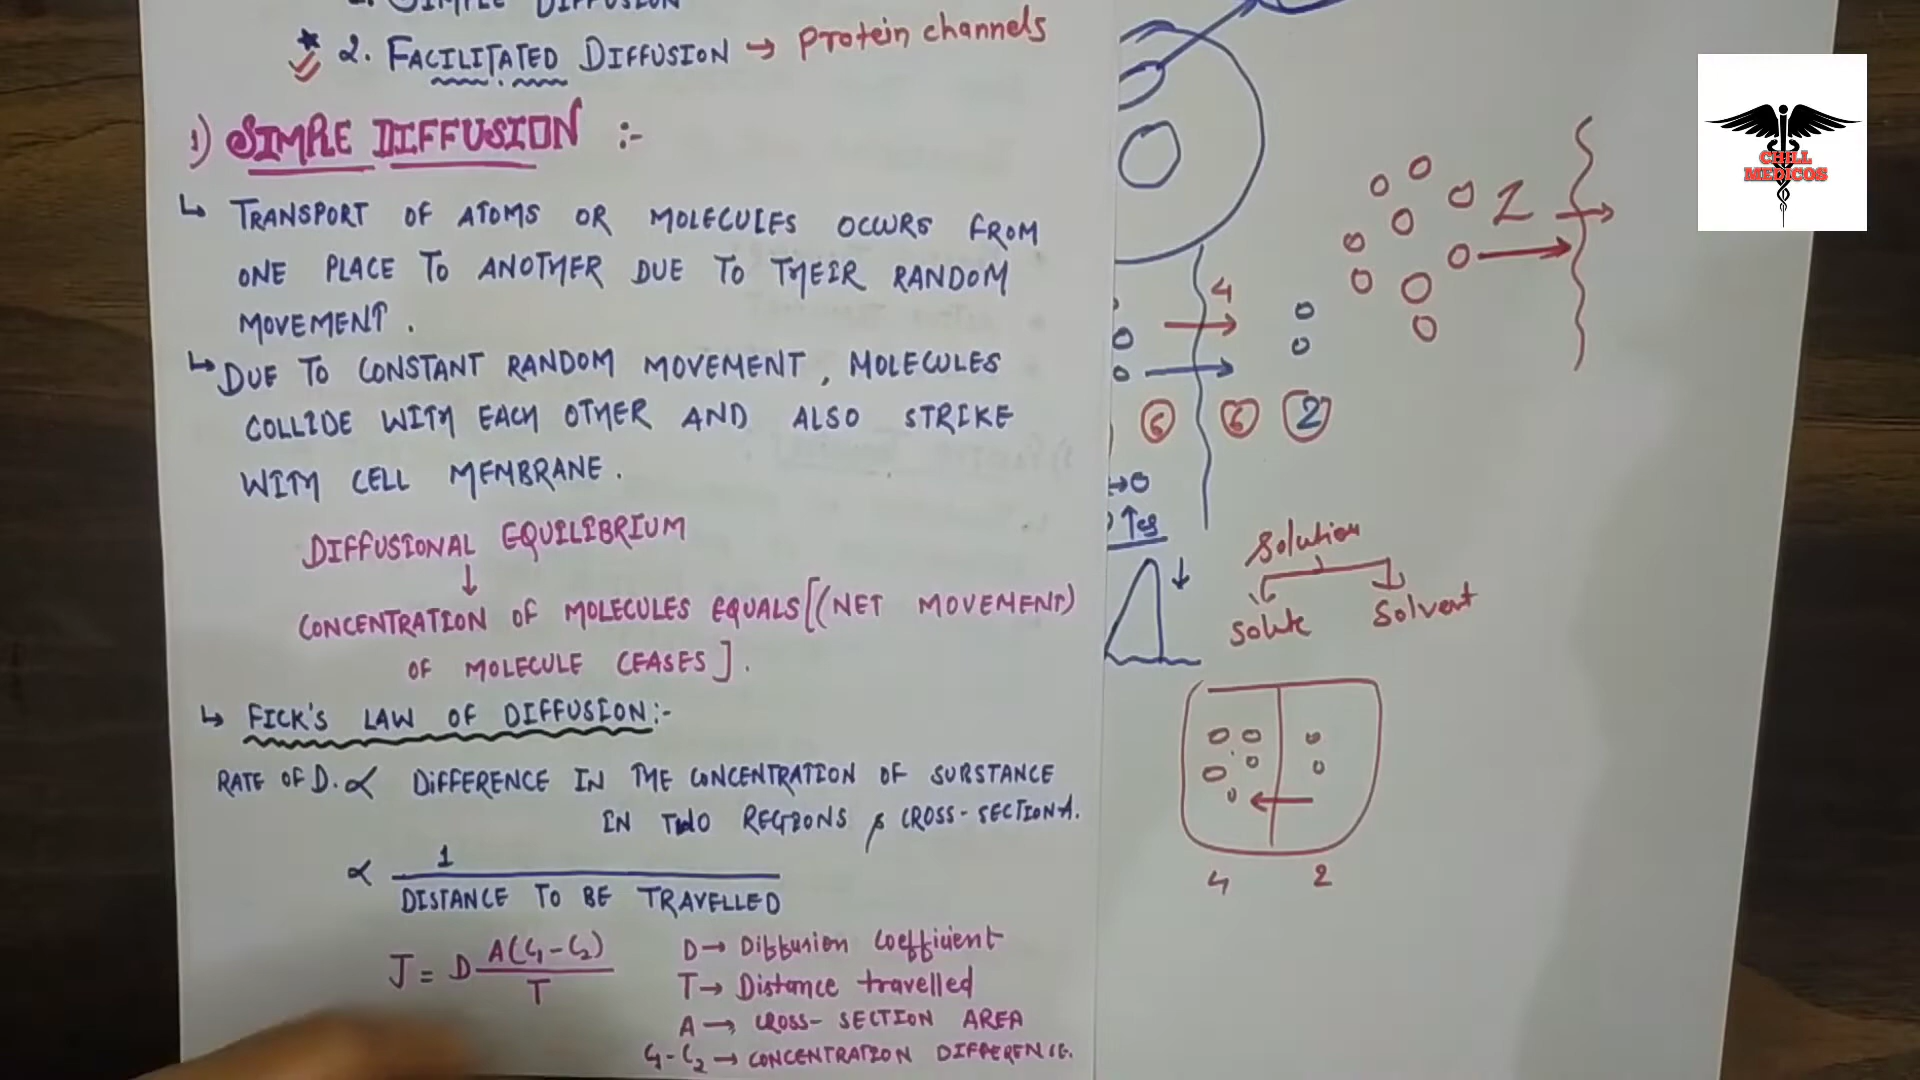 1. SIMPLE DIFFUSION
2. FACILITATED DIFFUSION → Protein channels
1) SIMPLE DIFFUSION :-
↳ TRANSPORT OF ATOMS OR MOLECULES OCCURS FROM
ONE PLACE TO ANOTHER DUE TO THEIR RANDOM
MOVEMENT .
↳ DUE TO CONSTANT RANDOM MOVEMENT , MOLECULES
COLLIDE WITH EACH OTHER AND ALSO STRIKE
WITH CELL MEMBRANE .
DIFFUSIONAL EQUILIBRIUM
↓
CONCENTRATION OF MOLECULES EQUALS [(NET MOVEMENT)
OF MOLECULE CEASES] .
↳ FICK'S LAW OF DIFFUSION:-
RATE OF D. ∝ DIFFERENCE IN THE CONCENTRATION OF SUBSTANCE
IN TWO REGIONS & CROSS-SECTION A.
∝ 1
DISTANCE TO BE TRAVELLED
J = D A(C1-C2)
T
D → Diffusion coefficient
T → Distance travelled
A → CROSS-SECTION AREA
C1-C2 → CONCENTRATION DIFFERENCE.
4
6 6 2
↑es
Solution
Solute Solvent
4 2
CHILL
MEDICOS